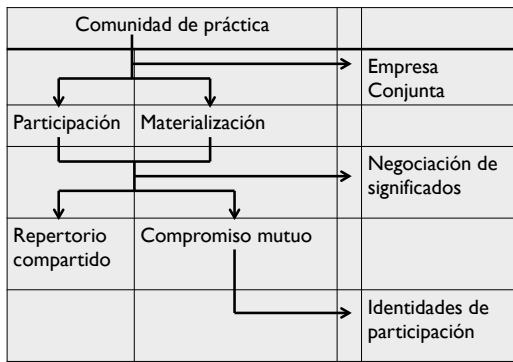 Comunidad de práctica
Empresa
Conjunta
Participación
Materialización
Negociación de
significados
Repertorio
compartido
Compromiso mutuo
Identidades de
participación